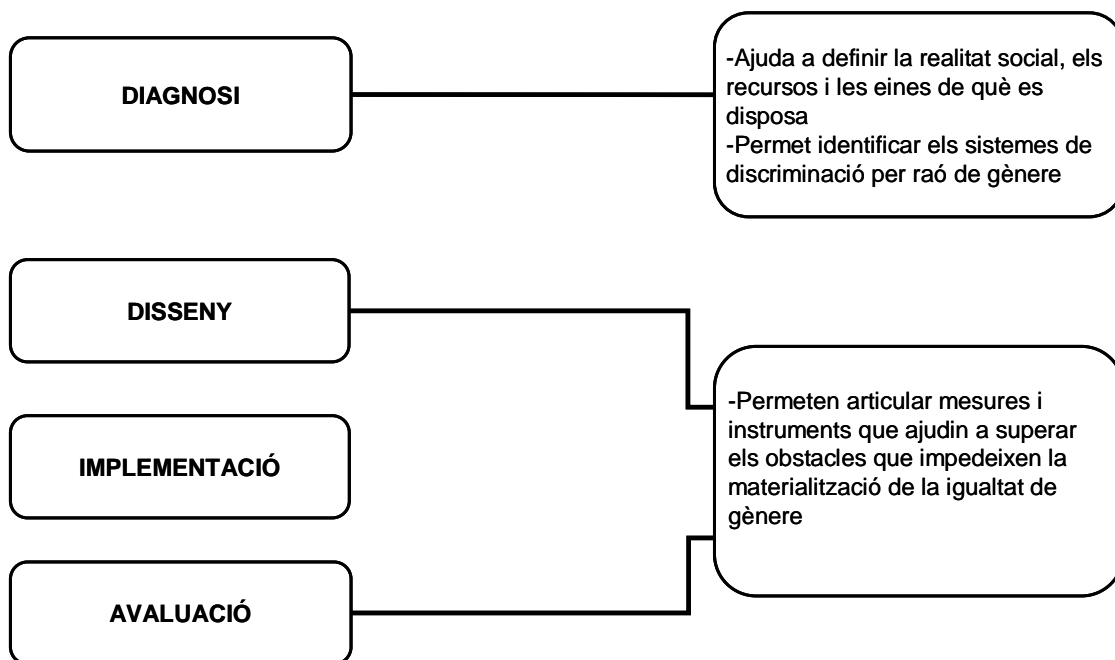 DIAGNOSI
-Ajuda a definir la realitat social, els
recursos i les eines de què es
disposa
-Permet identificar els sistemes de
discriminació per raó de gènere
DISSENY
IMPLEMENTACIÓ
AVALUACIÓ
-Permeten articular mesures i
instruments que ajudin a superar
els obstacles que impedeixen la
materialització de la igualtat de
gènere